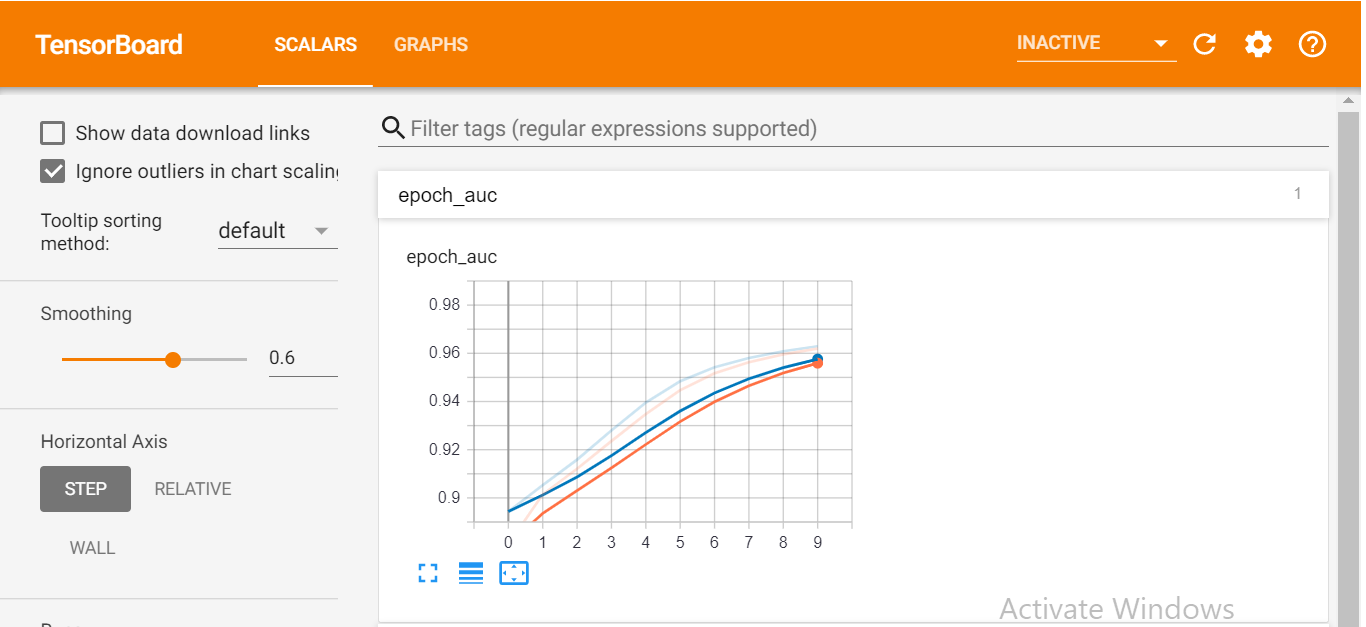 TensorBoard SCALARS GRAPHS INACTIVE
Show data download links
Ignore outliers in chart scaling
Tooltip sorting
method:
default
Smoothing
0.6
Horizontal Axis
STEP RELATIVE
WALL
Filter tags (regular expressions supported)
epoch_auc 1
epoch_auc
0.98
0.96
0.94
0.92
0.9
0 1 2 3 4 5 6 7 8 9
Activate Windows